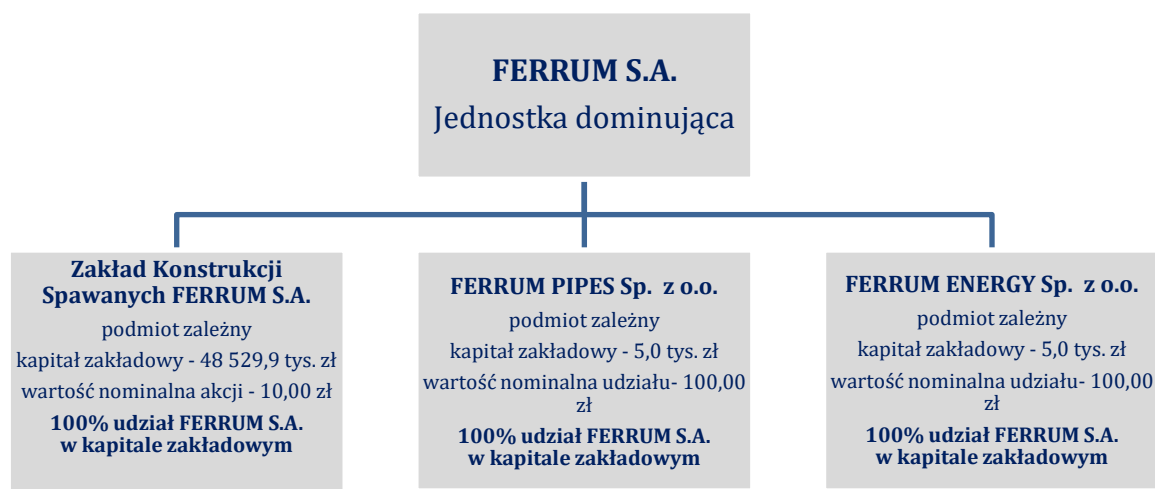 FERRUM S.A.
Jednostka dominująca
Zakład Konstrukcji
Spawanych FERRUM S.A.
podmiot zależny
kapitał zakładowy - 48 529,9 tys. zł
wartość nominalna akcji - 10,00 zł
100% udział FERRUM S.A.
w kapitale zakładowym
FERRUM PIPES Sp. z o.o.
podmiot zależny
kapitał zakładowy - 5,0 tys. zł
wartość nominalna udziału- 100,00
zł
100% udział FERRUM S.A.
w kapitale zakładowym
FERRUM ENERGY Sp. z o.o.
podmiot zależny
kapitał zakładowy - 5,0 tys. zł
wartość nominalna udziału- 100,00
zł
100% udział FERRUM S.A.
w kapitale zakładowym